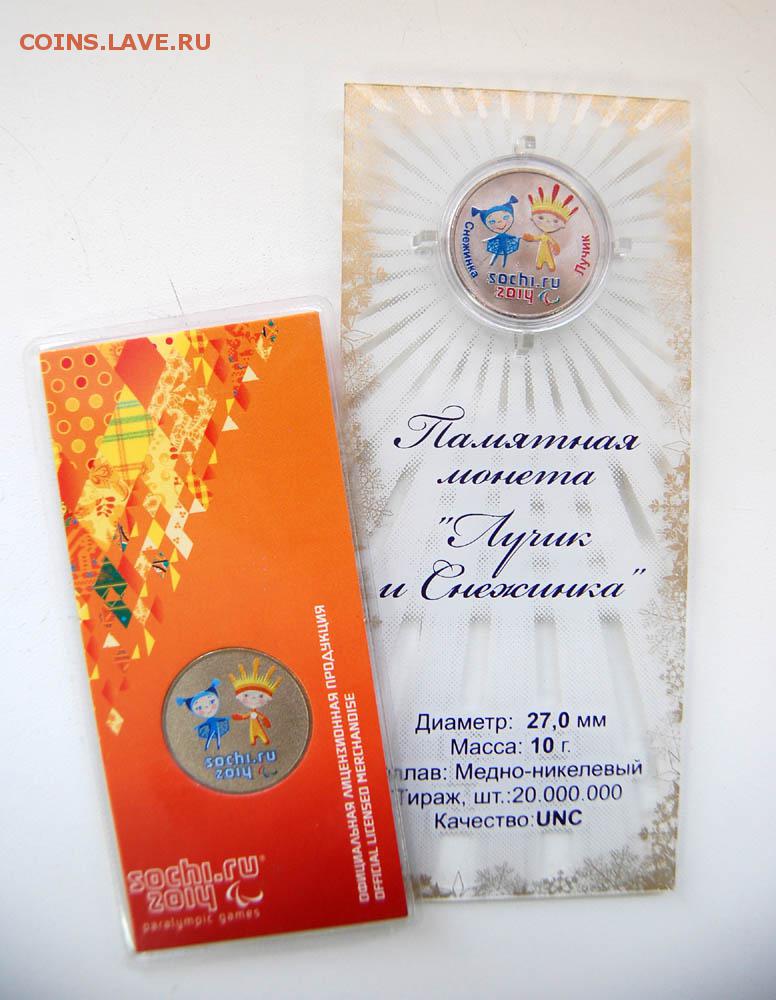 COINS.LAVE.RU
Снежинка
Лучик
sochi.ru
2014
Памятная
монета
"Лучик
и Снежинка"
Диаметр: 27,0 мм
Масса: 10 г.
Медно-никелевый
Тираж, шт.:20.000.000
Качество:UNC
sochi.ru
2014
ОФИЦИАЛЬНАЯ ЛИЦЕНЗИОННАЯ ПРОДУКЦИЯ
OFFICIAL LICENSED MERCHANDISE
sochi.ru
2014
paralympic games